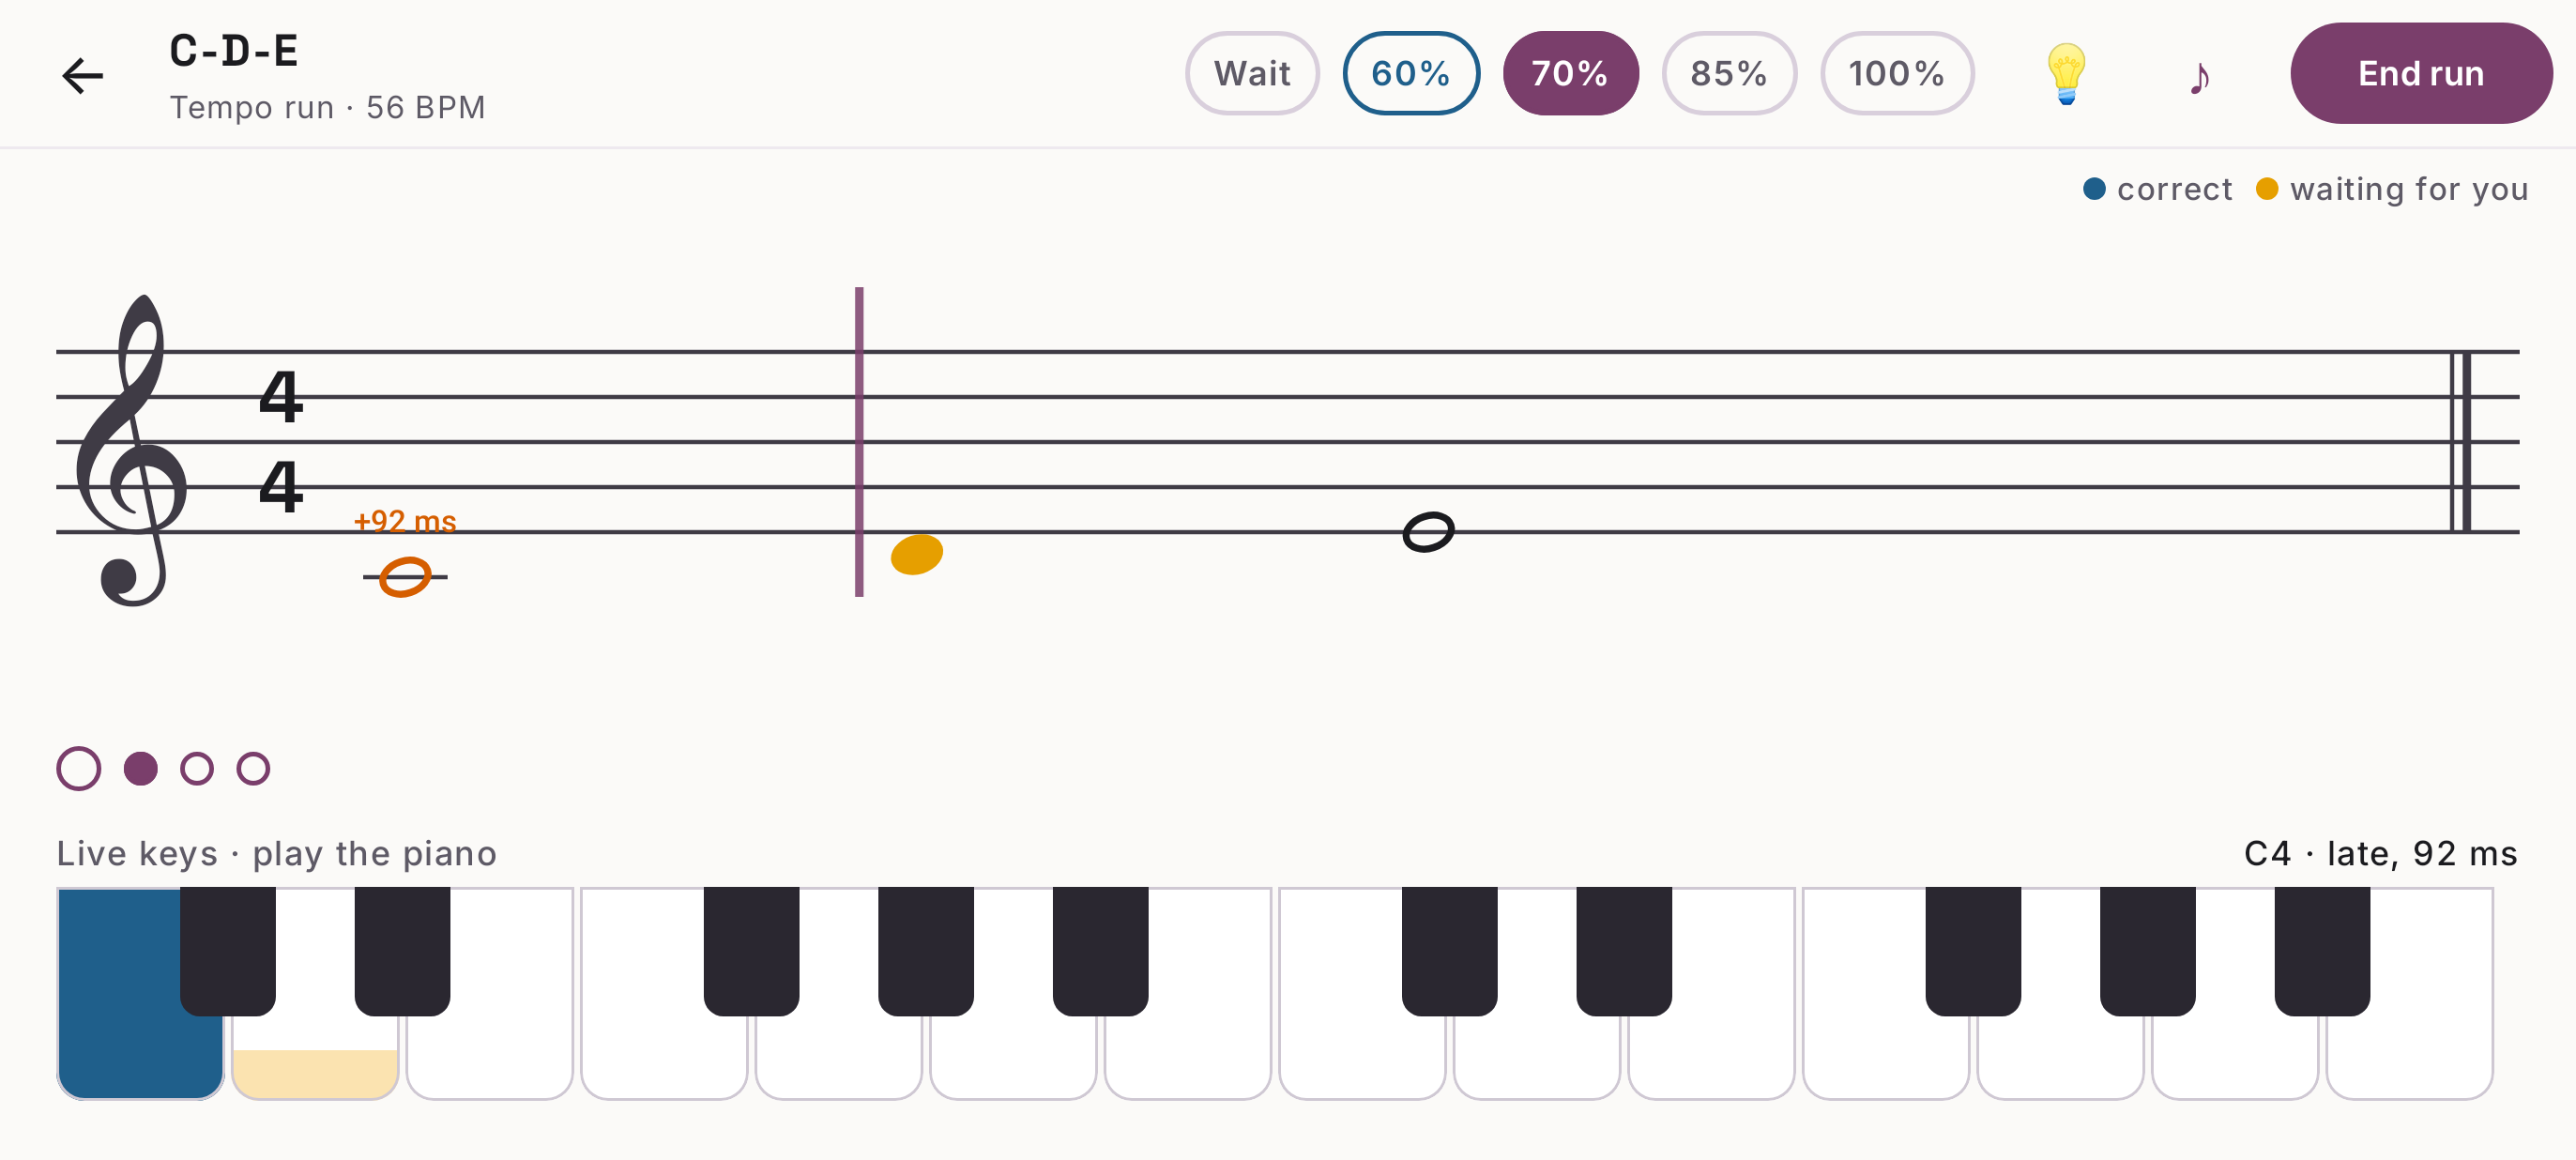 C-D-E
Tempo run · 56 BPM
Wait 60% 70% 85% 100% End run
correct waiting for you
4
4
+92 ms
Live keys · play the piano
C4 · late, 92 ms